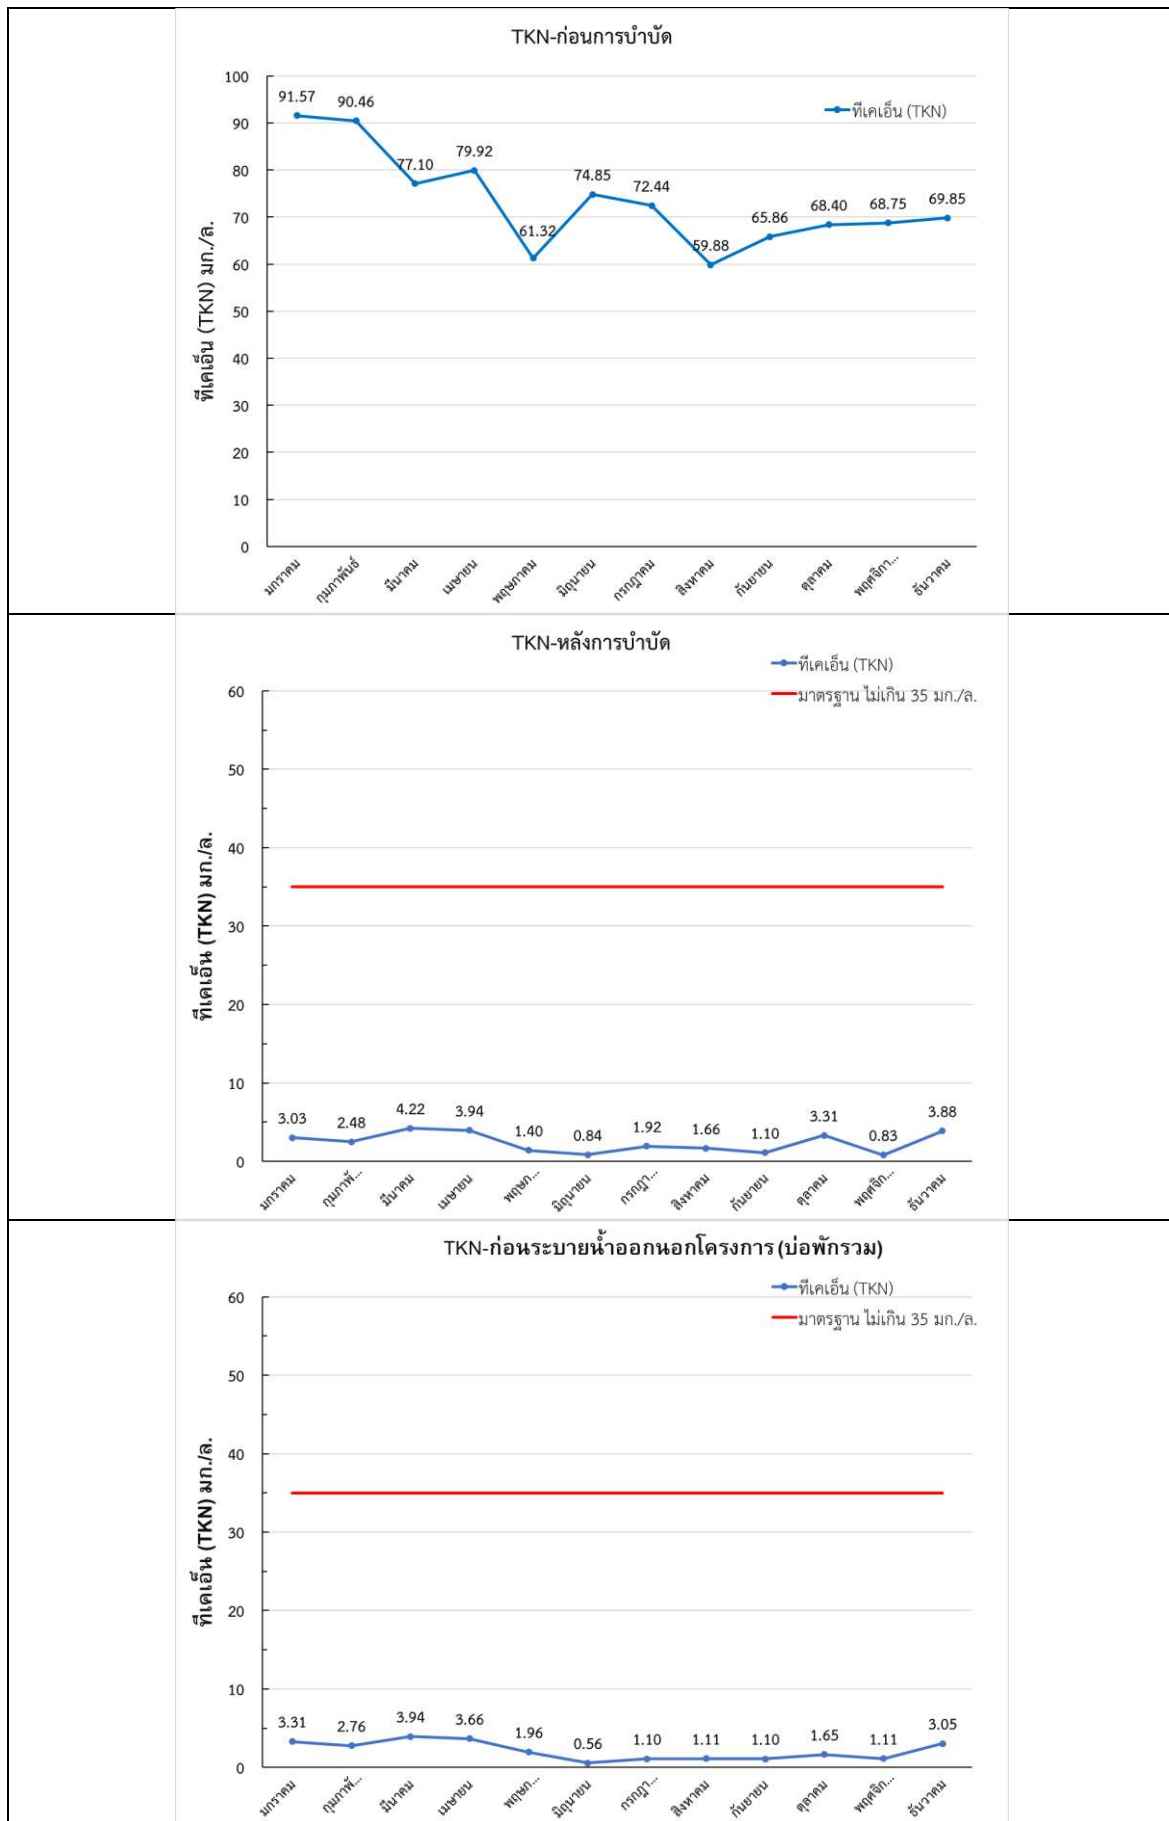 TKN-ก่อนการบำบัด
ทีเคเอ็น (TKN)
ทีเคเอ็น (TKN) มก./ล.
100
90
80
70
60
50
40
30
20
10
0
91.57 90.46 77.10 79.92 61.32 74.85 72.44 59.88 65.86 68.40 68.75 69.85
มกราคม กุมภาพันธ์ มีนาคม เมษายน พฤษภาคม มิถุนายน กรกฎาคม สิงหาคม กันยายน ตุลาคม พฤศจิกา... ธันวาคม
TKN-หลังการบำบัด
ทีเคเอ็น (TKN)
มาตรฐาน ไม่เกิน 35 มก./ล.
ทีเคเอ็น (TKN) มก./ล.
60
50
40
30
20
10
0
3.03 2.48 4.22 3.94 1.40 0.84 1.92 1.66 1.10 3.31 0.83 3.88
มกราคม กุมภาพั... มีนาคม เมษายน พฤษภ... มิถุนายน กรกฎา... สิงหาคม กันยายน ตุลาคม พฤศจิก... ธันวาคม
TKN-ก่อนระบายน้ำออกนอกโครงการ (บ่อพักรวม)
ทีเคเอ็น (TKN)
มาตรฐาน ไม่เกิน 35 มก./ล.
ทีเคเอ็น (TKN) มก./ล.
60
50
40
30
20
10
0
3.31 2.76 3.94 3.66 1.96 0.56 1.10 1.11 1.10 1.65 1.11 3.05
มกราคม กุมภาพั... มีนาคม เมษายน พฤษภ... มิถุนายน กรกฎา... สิงหาคม กันยายน ตุลาคม พฤศจิก... ธันวาคม